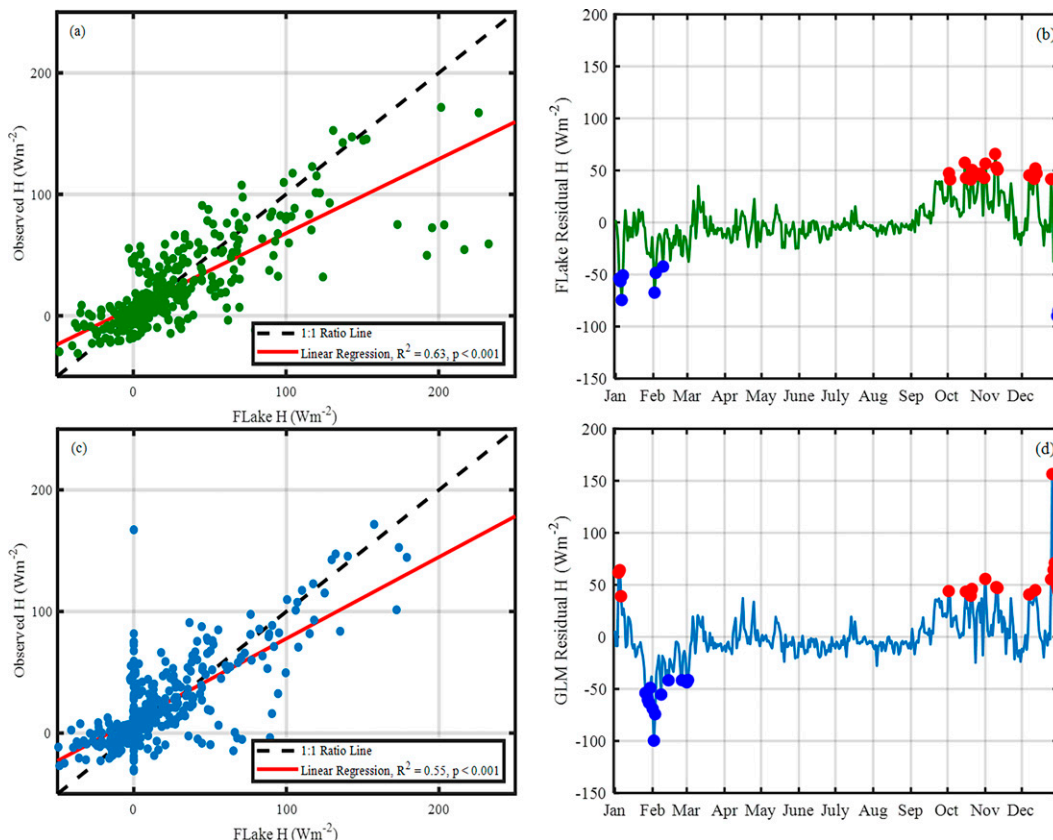 (a)
200
100
0
Observed H (Wm-2)
1:1 Ratio Line
Linear Regression, R2 = 0.63, p < 0.001
0 100 200
FLake H (Wm-2)
(b)
200
150
100
50
0
-50
-100
-150
FLake Residual H (Wm-2)
Jan Feb Mar Apr May June July Aug Sep Oct Nov Dec
(c)
200
100
0
Observed H (Wm-2)
1:1 Ratio Line
Linear Regression, R2 = 0.55, p < 0.001
0 100 200
FLake H (Wm-2)
(d)
200
150
100
50
0
-50
-100
-150
GLM Residual H (Wm-2)
Jan Feb Mar Apr May June July Aug Sep Oct Nov Dec